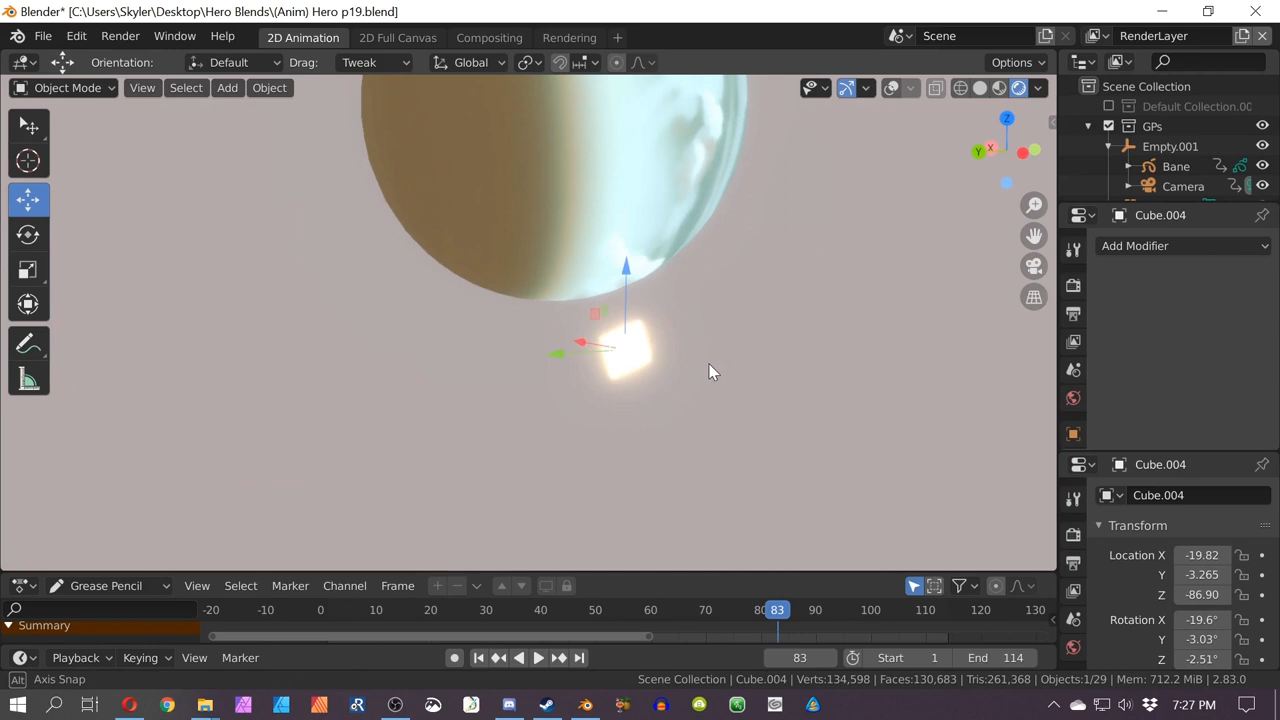 Blender* [C:\Users\Skyler\Desktop\Hero Blends\(Anim) Hero p19.blend]
File Edit Render Window Help 2D Animation 2D Full Canvas Compositing Rendering + Scene RenderLayer
Orientation: Default Drag: Tweak Global Options
Object Mode View Select Add Object
Scene Collection
Default Collection.00
GPs
Empty.001
Bane
Camera
Z
Y X
Cube.004
Add Modifier
Cube.004
Cube.004
Transform
Location X -19.82
Y -3.265
Z -86.90
Rotation X -19.6°
Y -3.03°
Z -2.51°
Grease Pencil View Select Marker Channel Frame
-20 -10 0 10 20 30 40 50 60 70 80 83 90 100 110 120 130
Summary
Playback Keying View Marker 83 Start 1 End 114
Alt Axis Snap Scene Collection | Cube.004 | Verts:134,598 | Faces:130,683 | Tris:261,368 | Objects:1/29 | Mem: 712.2 MiB | 2.83.0
7:27 PM